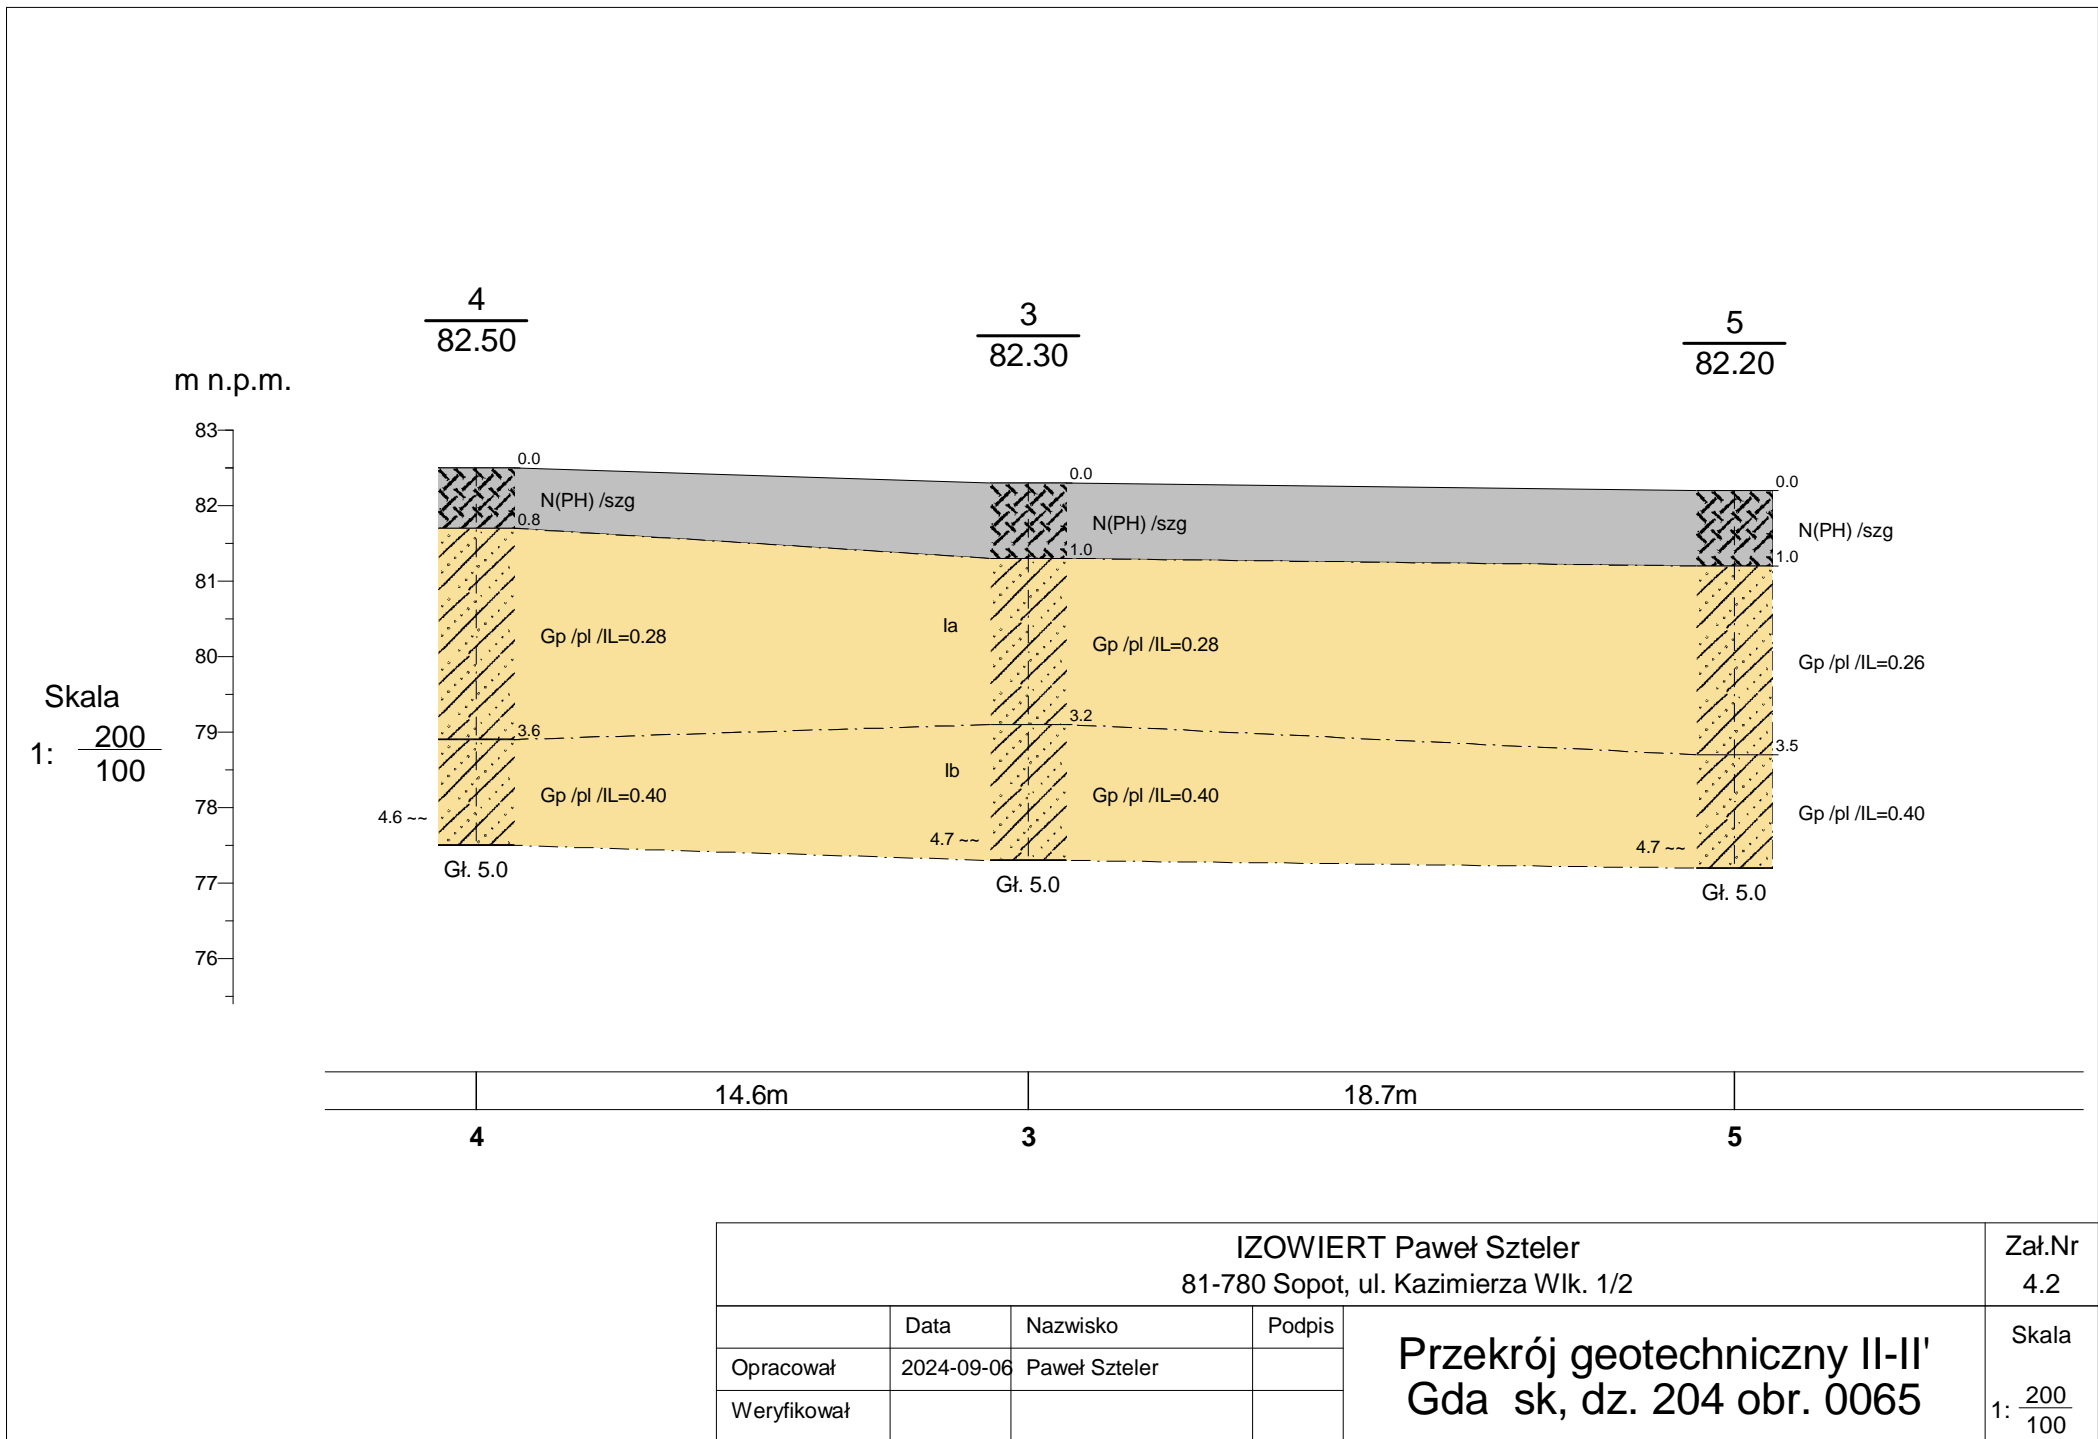 4
82.50
3
82.30
5
82.20
m n.p.m.
83
82
81
80
79
78
77
76
Skala
1: 200
100
0.0
N(PH) /szg
0.8
Gp /pl /IL=0.28
3.6
Gp /pl /IL=0.40
4.6 ~~
Gł. 5.0
Ia
Ib
0.0
N(PH) /szg
1.0
Gp /pl /IL=0.28
3.2
Gp /pl /IL=0.40
4.7 ~~
Gł. 5.0
0.0
N(PH) /szg
1.0
Gp /pl /IL=0.26
3.5
Gp /pl /IL=0.40
4.7 ~~
Gł. 5.0
14.6m
18.7m
4
3
5
IZOWIERT Paweł Szteler
81-780 Sopot, ul. Kazimierza Wlk. 1/2
Zał.Nr
4.2
Data
Nazwisko
Podpis
Opracował
2024-09-06
Paweł Szteler
Weryfikował
Przekrój geotechniczny II-II'
Gda sk, dz. 204 obr. 0065
Skala
1: 200
100